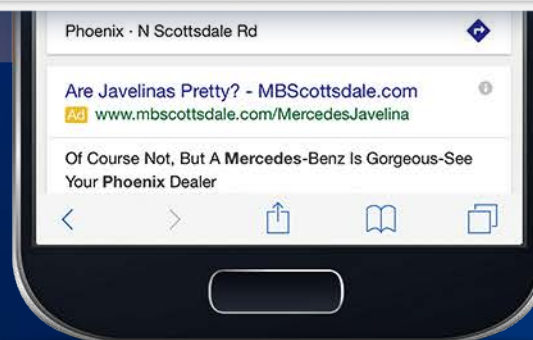 Phoenix · N Scottsdale Rd
Are Javelinas Pretty? - MBScottsdale.com
Ad www.mbscottsdale.com/MercedesJavelina
Of Course Not, But A Mercedes-Benz Is Gorgeous-See
Your Phoenix Dealer